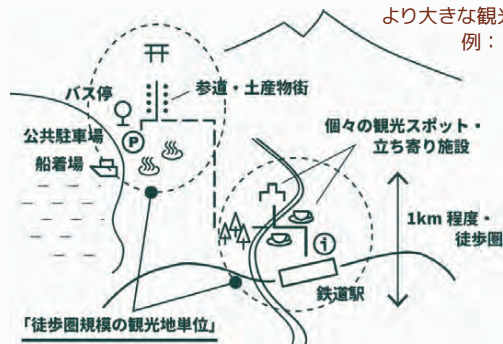 より大きな観光
例：
バス停
参道・土産物街
公共駐車場
P
船着場
個々の観光スポット・
立ち寄り施設
1km 程度・
徒歩圏
i
鉄道駅
「徒歩圏規模の観光地単位」